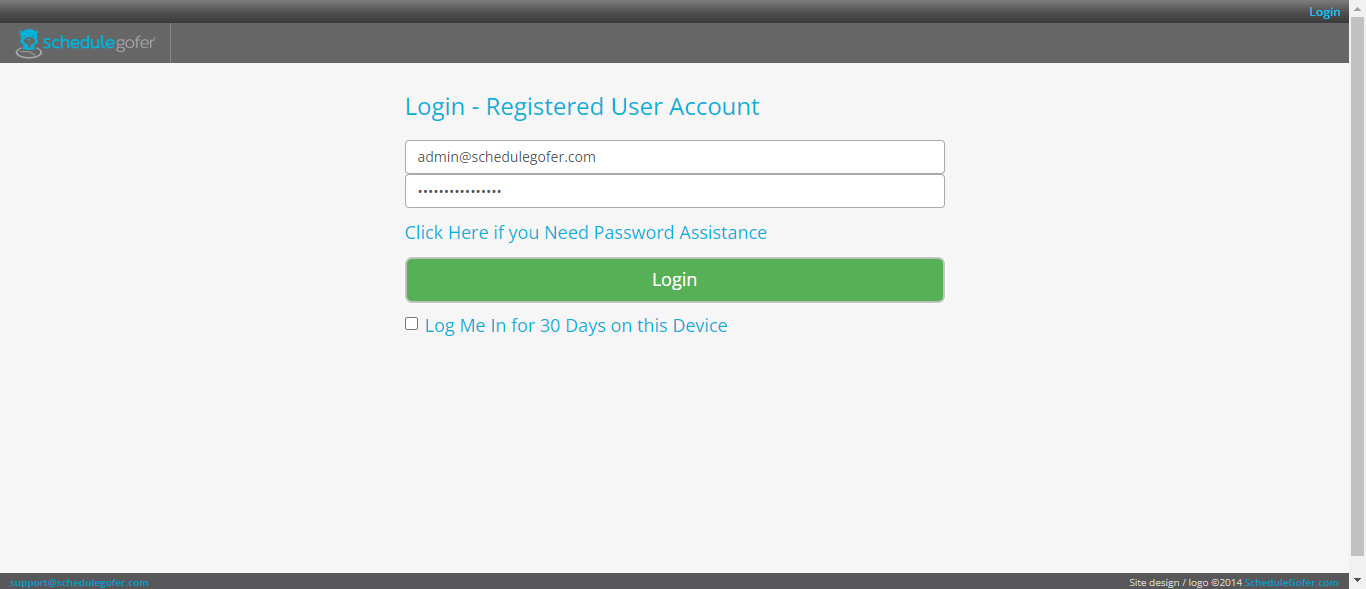 Login
schedulegofer
Login - Registered User Account
admin@schedulegofer.com
••••••••••••••••
Click Here if you Need Password Assistance
Login
Log Me In for 30 Days on this Device
support@schedulegofer.com
Site design / logo ©2014 ScheduleGofer.com